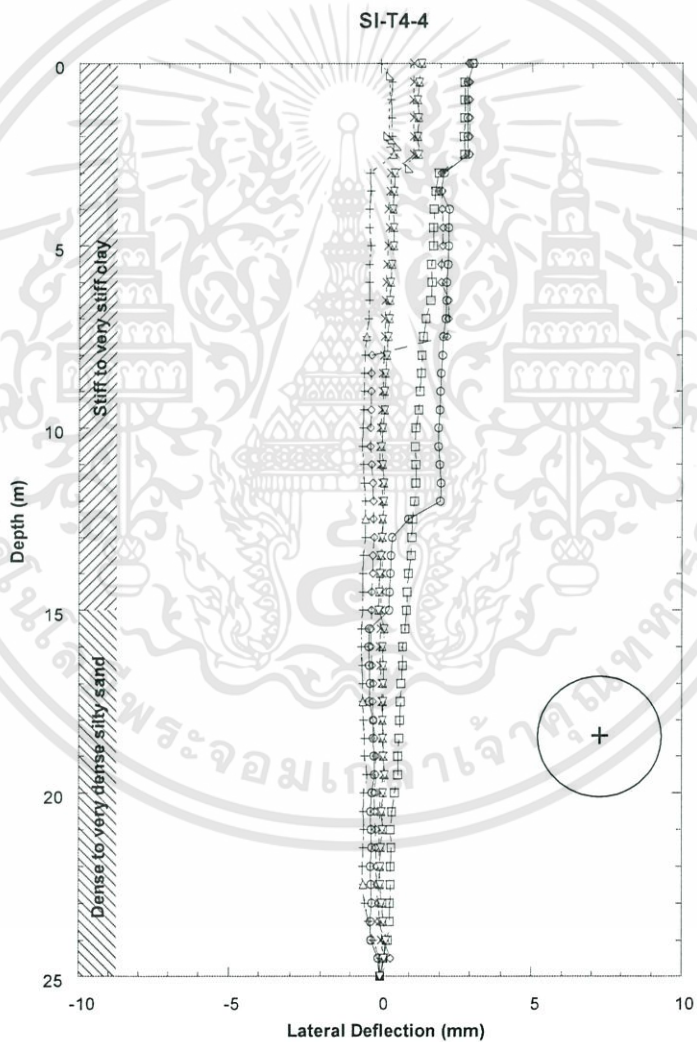 SI-T4-4
0
5
10
15
20
25
Depth (m)
Stiff to very stiff clay
Dense to very dense silty sand
-10
-5
0
5
10
Lateral Deflection (mm)